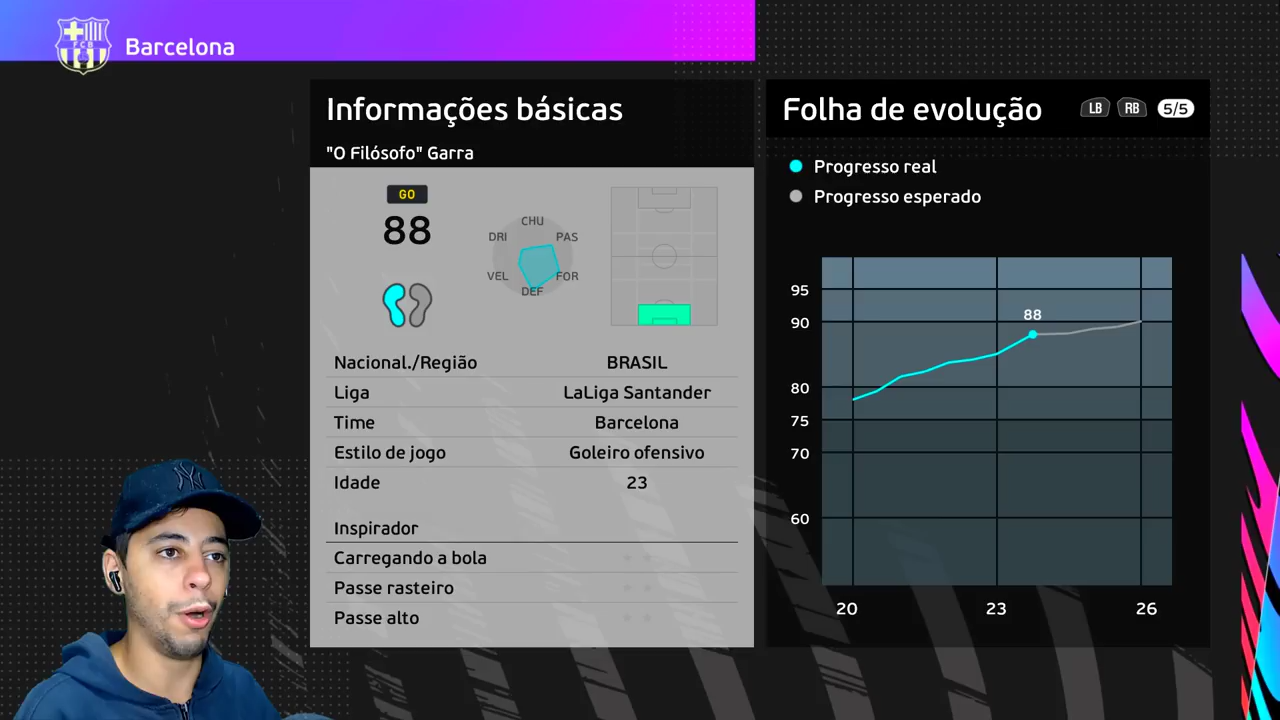 Barcelona
Informações básicas
"O Filósofo" Garra
GO
88
CHU
DRI PAS
VEL FOR
DEF
Nacional./Região BRASIL
Liga LaLiga Santander
Time Barcelona
Estilo de jogo Goleiro ofensivo
Idade 23
Inspirador
Carregando a bola
Passe rasteiro
Passe alto
Folha de evolução LB RB 5/5
Progresso real
Progresso esperado
95
90
88
80
75
70
60
20 23 26
FCB
NY